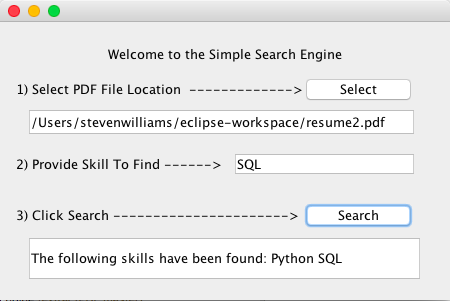 Welcome to the Simple Search Engine
1) Select PDF File Location -------------> Select
/Users/stevenwilliams/eclipse-workspace/resume2.pdf
2) Provide Skill To Find ------> SQL
3) Click Search ----------------------> Search
The following skills have been found: Python SQL